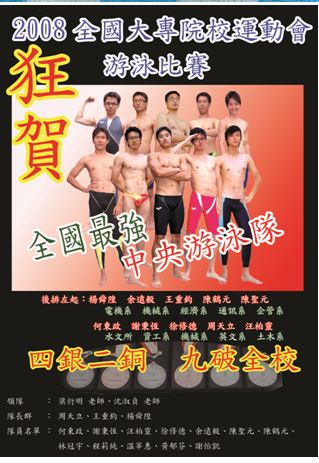 2008 全國大專院校運動會
游泳比賽
狂賀
全國最強
中央游泳隊
後排左起：楊舜陞 余遠毅 王重鈞 陳鶴元 陳聖元
電機系 機械系 經濟系 通訊系 企管系
何東政 謝秉恆 徐修德 周天立 汪柏靈
水文所 資工系 機械系 英文系 土木系
四銀二銅 九破全校
領隊 ： 梁衍明 老師、沈淑貞 老師
隊長群 ： 周天立、王重鈞、楊舜陞
隊員名單 ： 何東政、謝秉恆、汪柏靈、徐修德、余遠毅、陳聖元、陳鶴元、
林冠宇、程莉純、溫莘惠、黃郁芬、謝怡凱